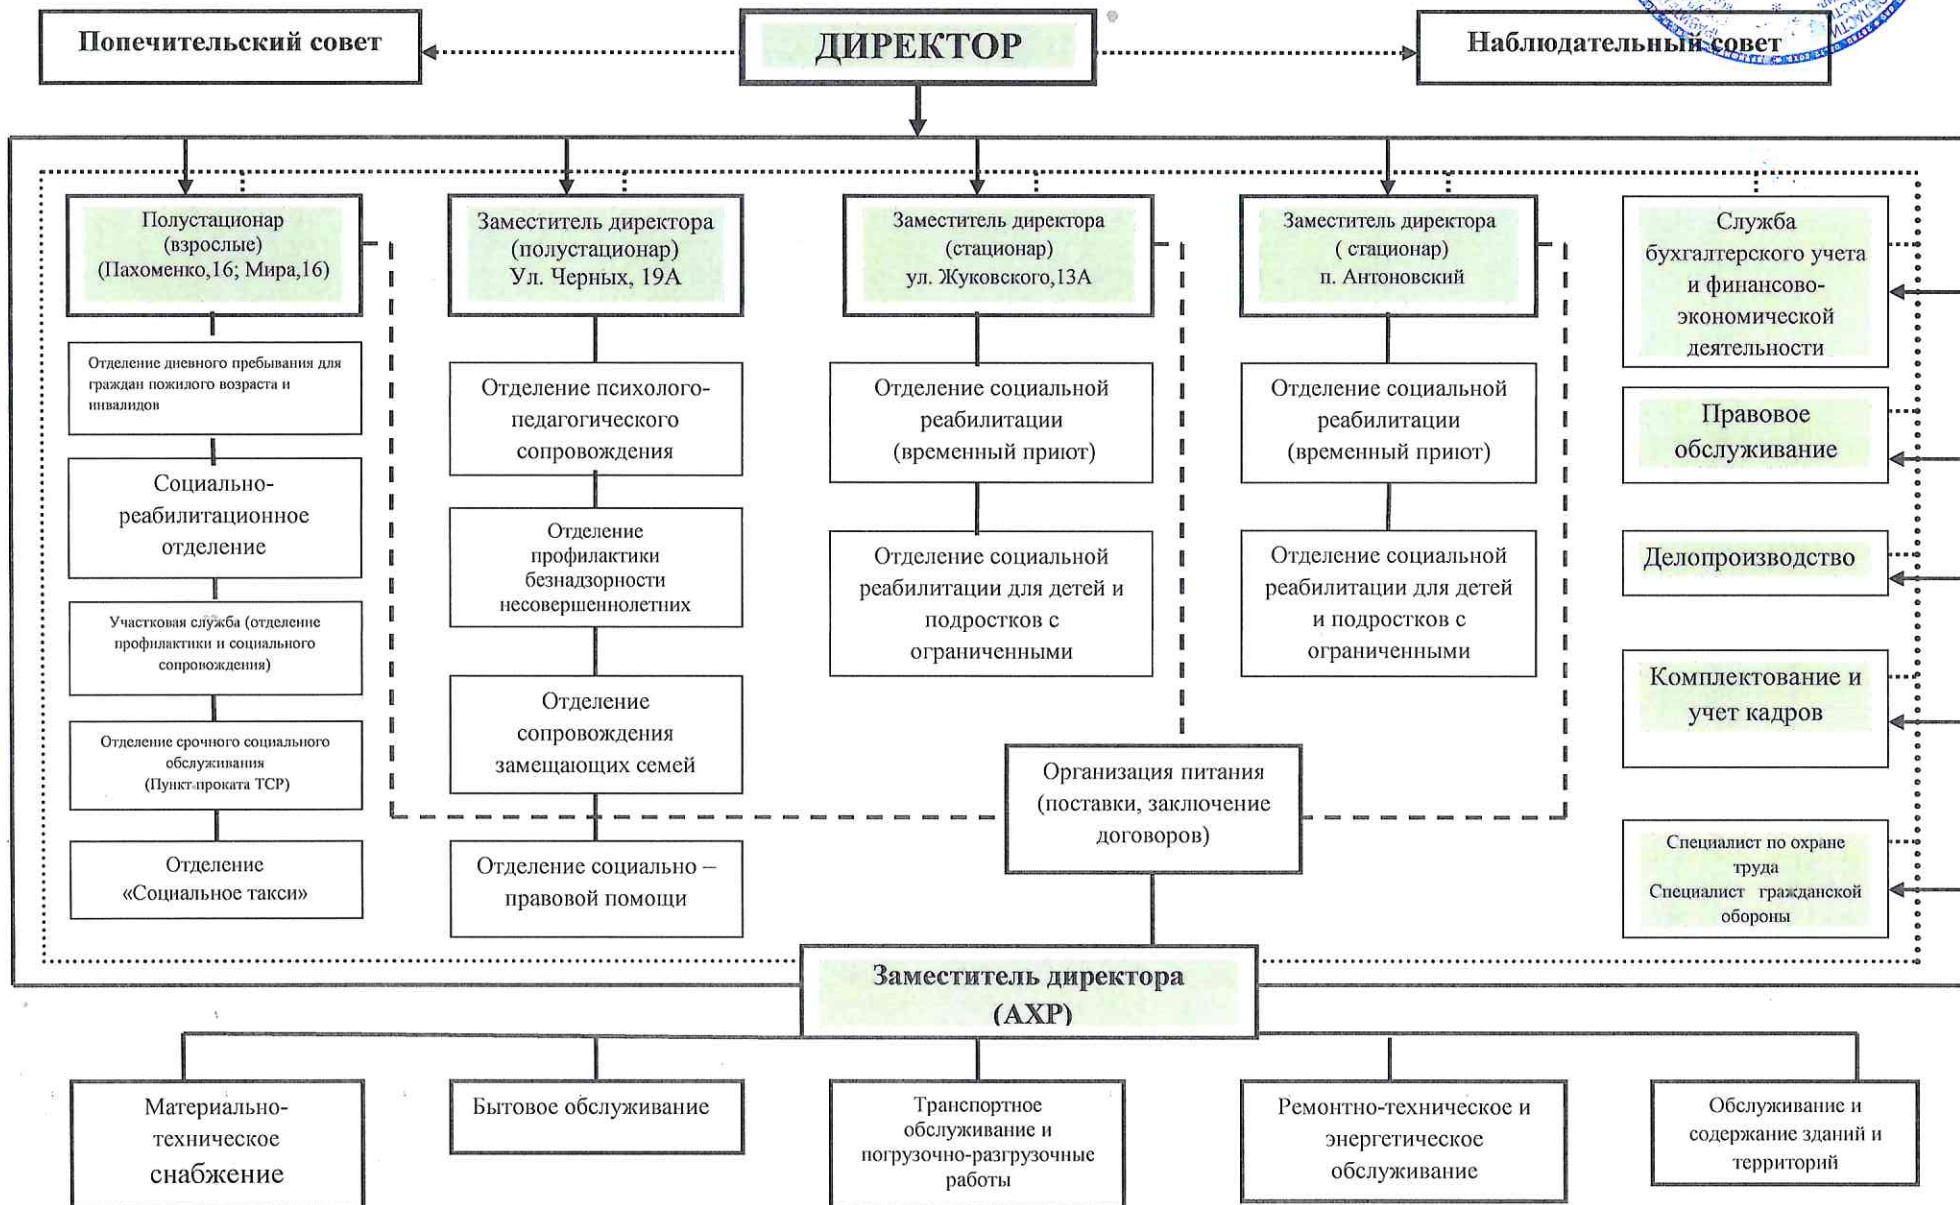 Попечительский совет
ДИРЕКТОР
Наблюдательный совет
Полустационар
(взрослые)
(Пахоменко,16; Мира,16)
Заместитель директора
(полустационар)
Ул. Черных, 19А
Заместитель директора
(стационар)
ул. Жуковского,13А
Заместитель директора
( стационар)
п. Антоновский
Служба
бухгалтерского учета
и финансово-
экономической
деятельности
Отделение дневного пребывания для
граждан пожилого возраста и
инвалидов
Социально-
реабилитационное
отделение
Участковая служба (отделение
профилактики и социального
сопровождения)
Отделение срочного социального
обслуживания
(Пункт проката ТСР)
Отделение
«Социальное такси»
Отделение психолого-
педагогического
сопровождения
Отделение
профилактики
безнадзорности
несовершеннолетних
Отделение
сопровождения
замещающих семей
Отделение социально –
правовой помощи
Отделение социальной
реабилитации
(временный приют)
Отделение социальной
реабилитации для детей и
подростков с
ограниченными
Отделение социальной
реабилитации
(временный приют)
Отделение социальной
реабилитации для детей
и подростков с
ограниченными
Правовое
обслуживание
Делопроизводство
Комплектование и
учет кадров
Специалист по охране
труда
Специалист гражданской
обороны
Организация питания
(поставки, заключение
договоров)
Заместитель директора
(АХР)
Материально-
техническое
снабжение
Бытовое обслуживание
Транспортное
обслуживание и
погрузочно-разгрузочные
работы
Ремонтно-техническое и
энергетическое
обслуживание
Обслуживание и
содержание зданий и
территорий